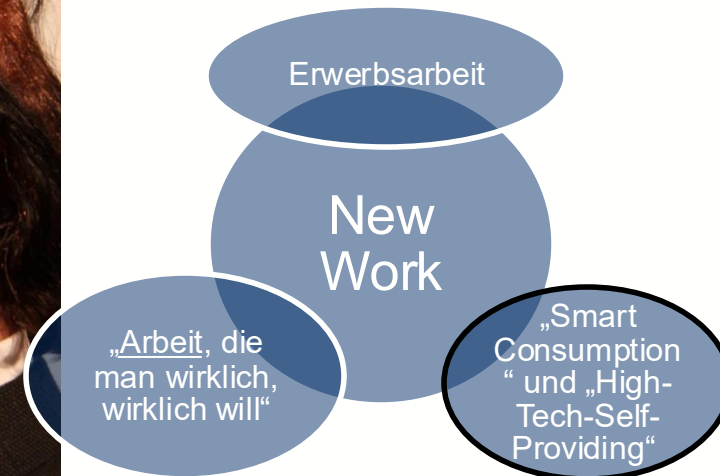 Erwerbsarbeit
New
Work
„Arbeit, die
man wirklich,
wirklich will“
„Smart
Consumption
“ und „High-
Tech-Self-
Providing“